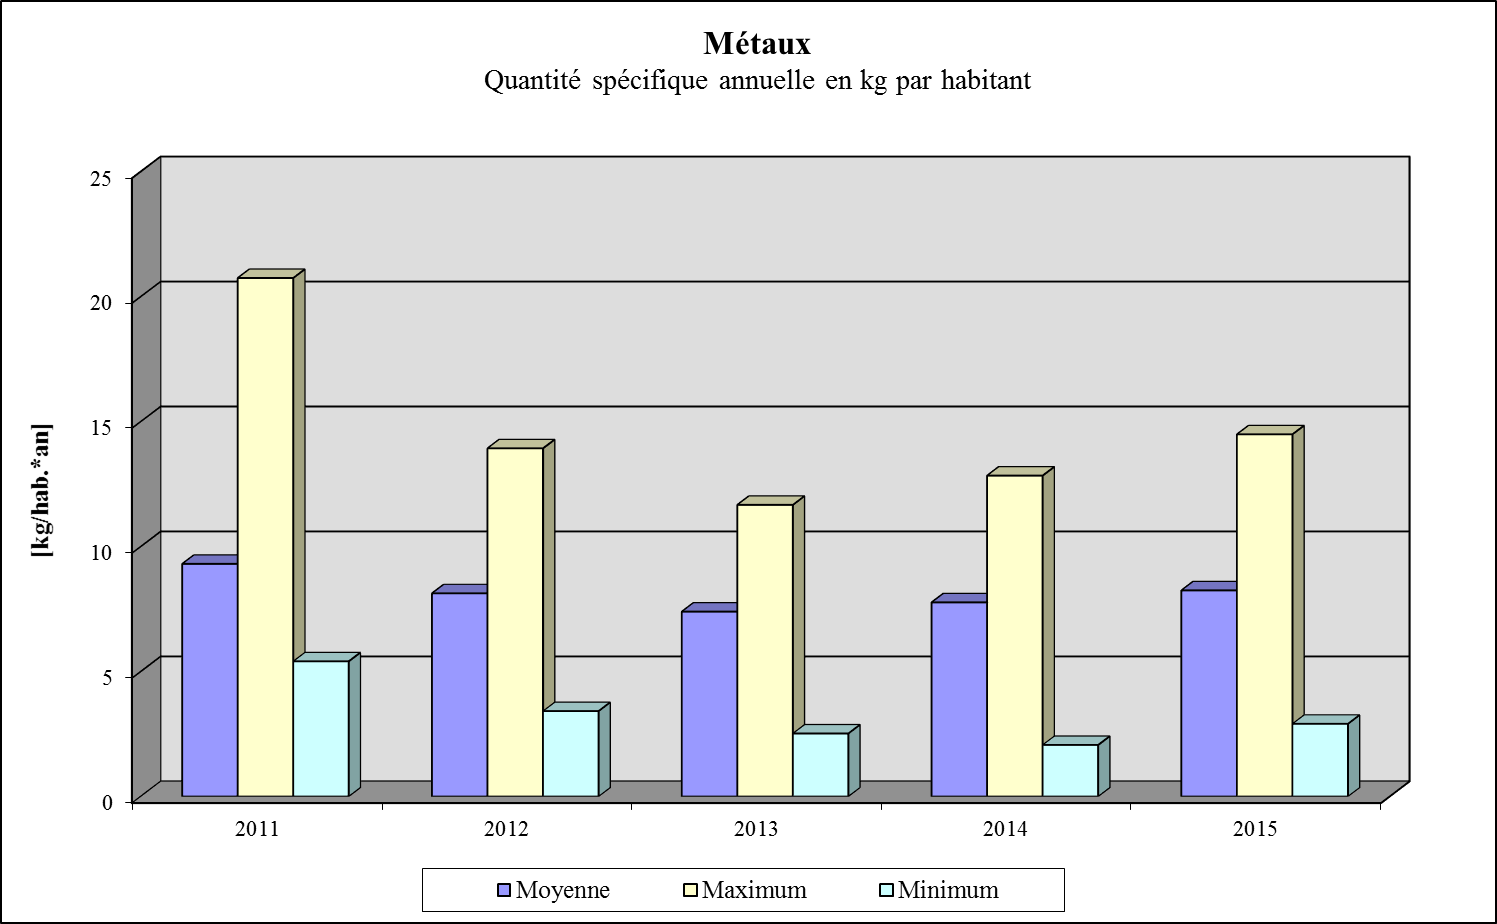 Métaux
Quantité spécifique annuelle en kg par habitant
25
20
15
10
5
0
[kg/hab.*an]
2011 2012 2013 2014 2015
Moyenne Maximum Minimum